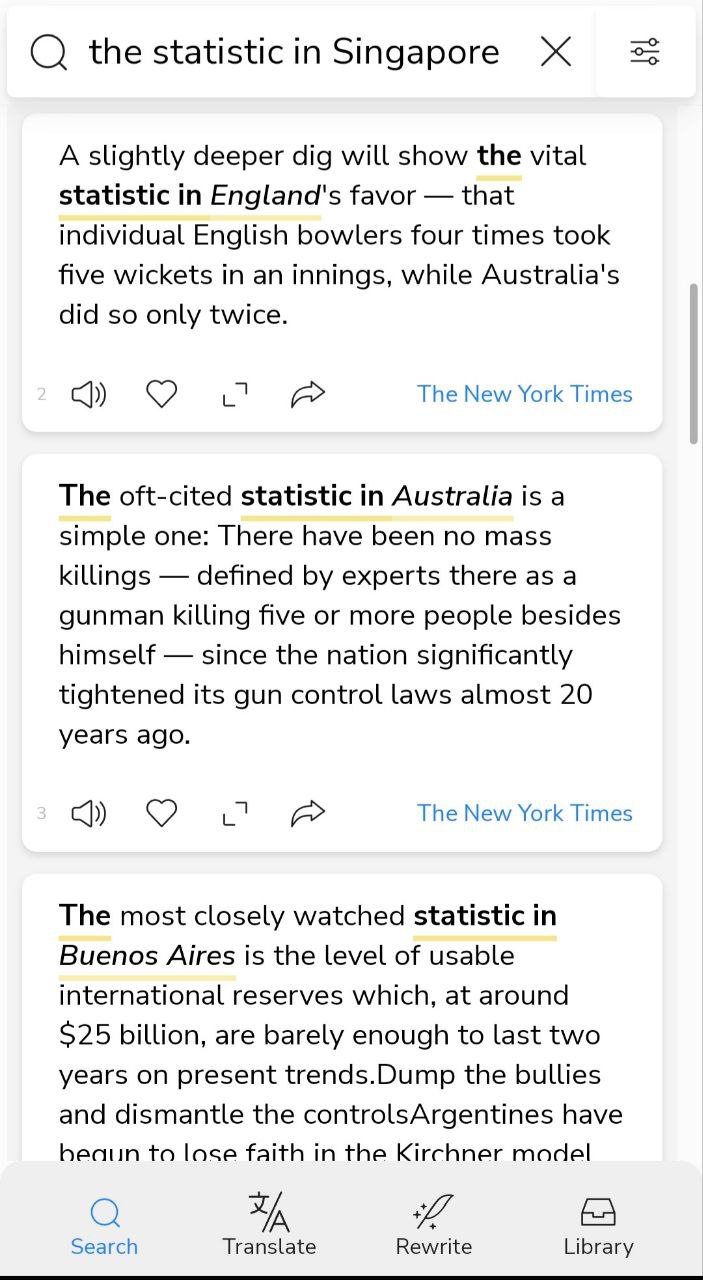 the statistic in Singapore
A slightly deeper dig will show the vital
statistic in England's favor — that
individual English bowlers four times took
five wickets in an innings, while Australia's
did so only twice.
2
The New York Times
The oft-cited statistic in Australia is a
simple one: There have been no mass
killings — defined by experts there as a
gunman killing five or more people besides
himself — since the nation significantly
tightened its gun control laws almost 20
years ago.
3
The New York Times
The most closely watched statistic in
Buenos Aires is the level of usable
international reserves which, at around
$25 billion, are barely enough to last two
years on present trends.Dump the bullies
and dismantle the controlsArgentines have
begun to lose faith in the Kirchner model
Search
Translate
Rewrite
Library